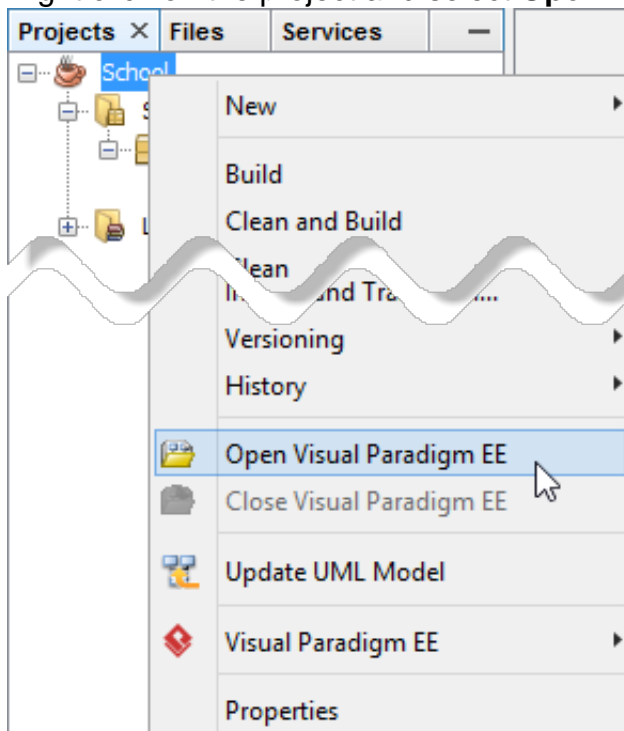 Projects × Files Services
School
New
Build
Clean and Build
Clean
Versioning
History
Open Visual Paradigm EE
Close Visual Paradigm EE
Update UML Model
Visual Paradigm EE
Properties